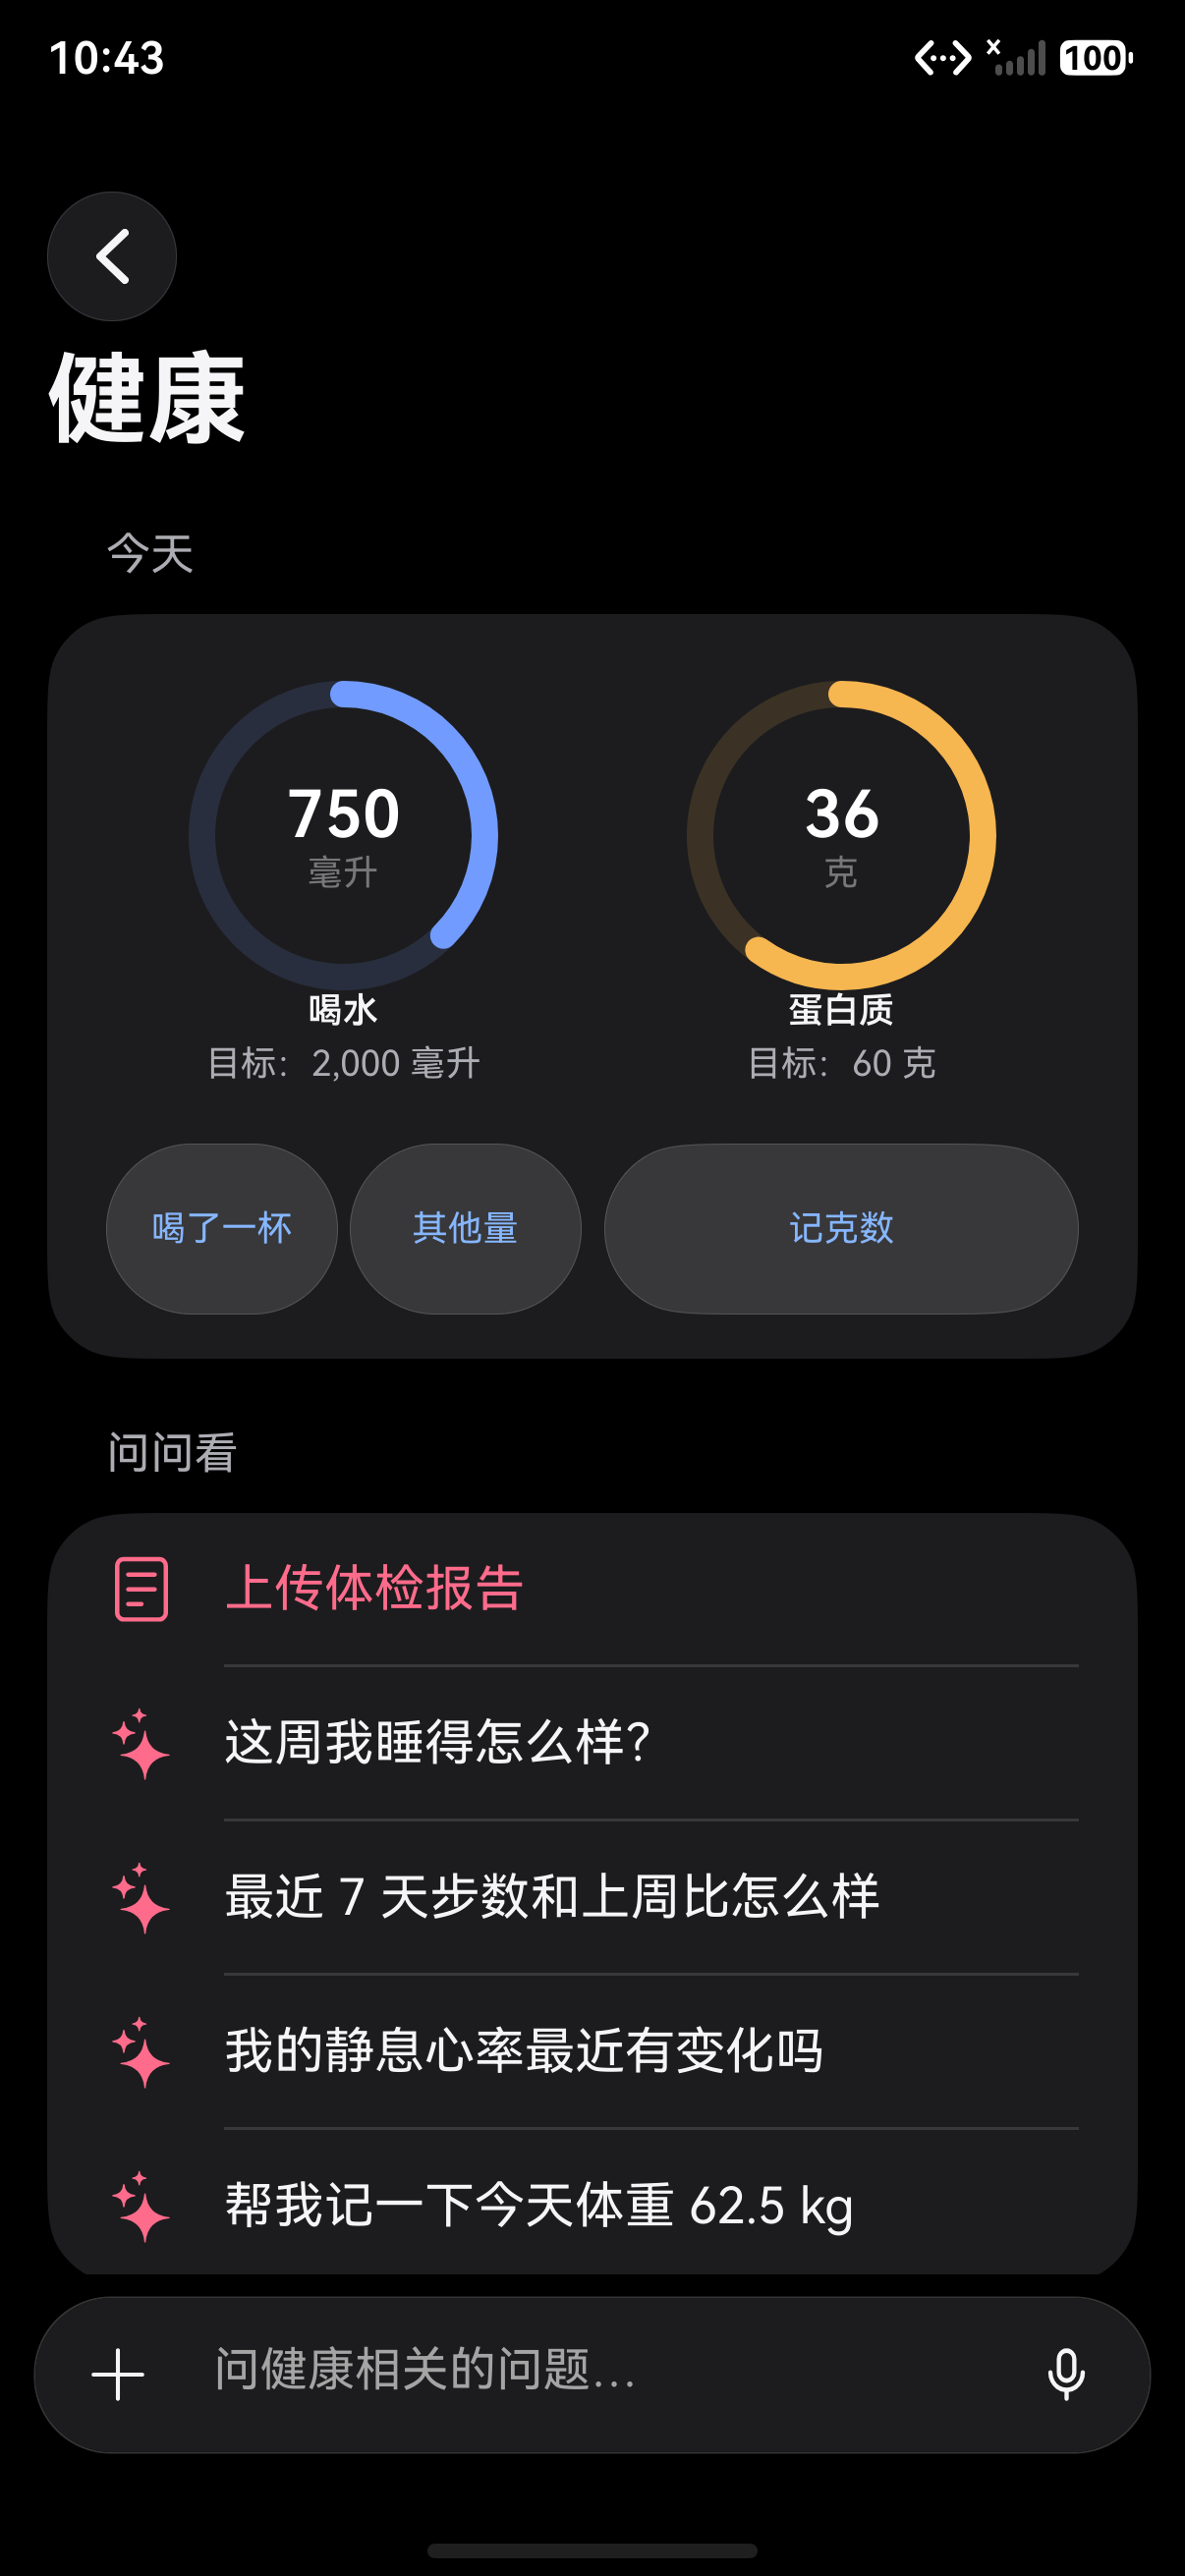 10:43
100
健康
今天
750
毫升
喝水
目标：2,000 毫升
36
克
蛋白质
目标：60 克
喝了一杯
其他量
记克数
问问看
上传体检报告
这周我睡得怎么样？
最近 7 天步数和上周比怎么样
我的静息心率最近有变化吗
帮我记一下今天体重 62.5 kg
问健康相关的问题…